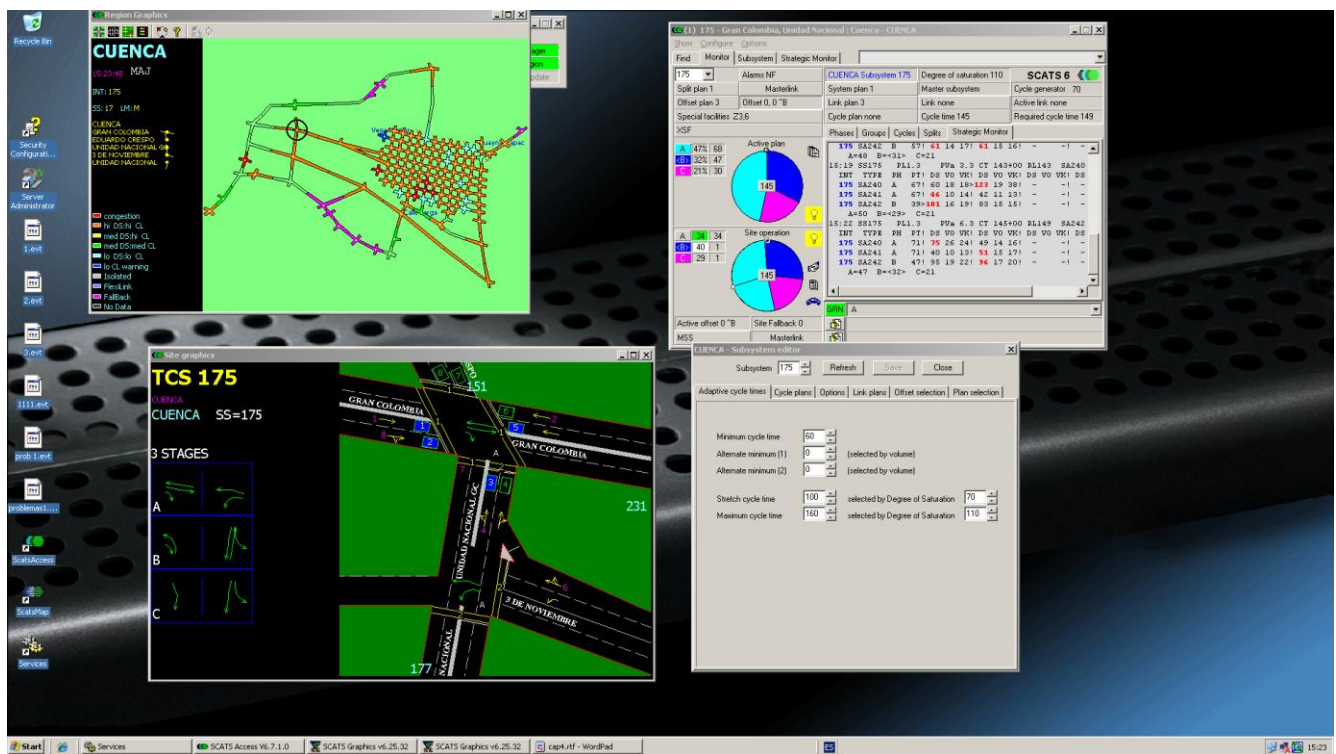 Recycle Bin
Security
Configurati...
Server
Administrator
1.evt
2.evt
3.evt
1111.evt
prob 1.evt
problemas1....
ScatsAccess
ScatsMap
Services
Region Graphics
CUENCA
15:23:48 MAJ
INT: 175
SS: 17 LM: M
CUENCA
GRAN COLOMBIA
EDUARDO CRESPO
UNIDAD NACIONAL GC
3 DE NOVIEMBRE
UNIDAD NACIONAL
congestion
hi DS:hi CL
med DS:hi CL
med DS:med CL
lo DS:lo CL
lo CL warning
Isolated
FlexiLink
FallBack
No Data
(1) 175 - Gran Colombia, Unidad Nacional : Cuenca - CUENCA
Show Configure Options
Find Monitor Subsystem Strategic Monitor
175 Alarms NF CUENCA Subsystem 175 Degree of saturation 110 SCATS 6
Split plan 1 Masterlink System plan 1 Master subsystem Cycle generator 70
Offset plan 3 Offset 0, 0 ^B Link plan 3 Link none Active link none
Special facilities Z3,6 Cycle plan none Cycle time 145 Required cycle time 149
XSF
Phases Groups Cycles Splits Strategic Monitor
Active plan
A 47% 68
<B> 32% 47
C 21% 30
145
175 SA242 B 57! 61 14 17! 61 15 16! - -! -
A=48 B=<31> C=21
15:19 SS175 PL1.3 PVa 3.3 CT 143+00 RL143 SA240
INT TYPE PH PT! DS VO VK! DS VO VK! DS VO VK! DS
175 SA240 A 67! 60 18 18>123 19 38! - -! -
175 SA241 A 67! 46 10 14! 42 11 13! - -! -
175 SA242 B 39>181 16 19! 83 15 15! - -! -
A=50 B=<29> C=21
15:22 SS175 PL1.3 PVa 6.3 CT 145+00 RL149 SA242
INT TYPE PH PT! DS VO VK! DS VO VK! DS VO VK! DS
175 SA240 A 71! 75 26 24! 49 14 16! - -! -
175 SA241 A 71! 40 10 13! 51 15 17! - -! -
175 SA242 B 47! 95 19 22! 96 17 20! - -! -
A=47 B=<32> C=21
Site operation
A 34 34
<B> 40 1
C 29 1
145
GRN A
Active offset 0 ^B Site Fallback 0
MSS Masterlink
Site graphics
TCS 175
CUENCA
CUENCA SS=175
3 STAGES
A
B
C
151
GRAN COLOMBIA
GRAN COLOMBIA
UNIDAD NACIONAL GC
231
3 DE NOVIEMBRE
NACIONAL
177
CUENCA - Subsystem editor
Subsystem 175 Refresh Save Close
Adaptive cycle times Cycle plans Options Link plans Offset selection Plan selection
Minimum cycle time 60
Alternate minimum (1) 0 (selected by volume)
Alternate minimum (2) 0 (selected by volume)
Stretch cycle time 100 selected by Degree of Saturation 70
Maximum cycle time 160 selected by Degree of Saturation 110
Start Services SCATS Access V6.7.1.0 SCATS Graphics v6.25.32 SCATS Graphics v6.25.32 cap4.rtf - WordPad ES 15:23